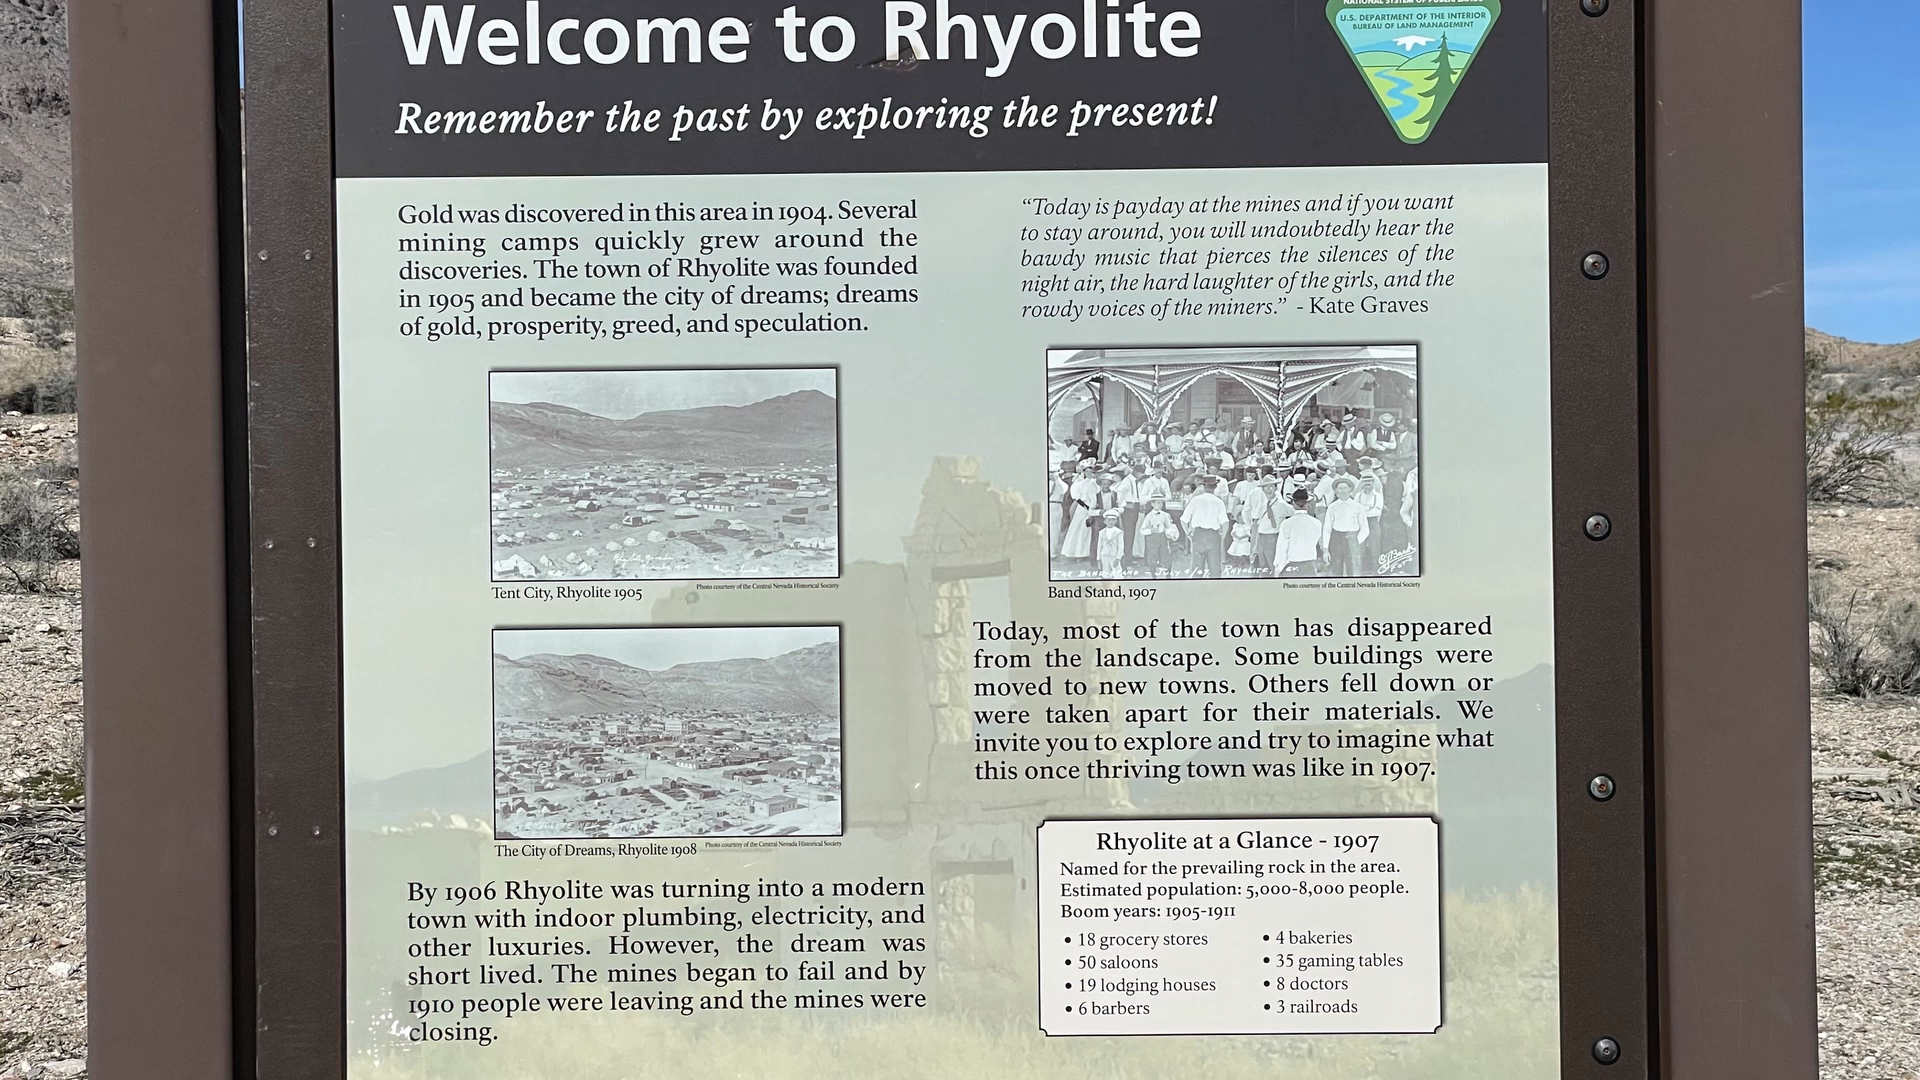 Welcome to Rhyolite
Remember the past by exploring the present!
NATIONAL SYSTEM OF PUBLIC LANDS
U.S. DEPARTMENT OF THE INTERIOR
BUREAU OF LAND MANAGEMENT
Gold was discovered in this area in 1904. Several
mining camps quickly grew around the
discoveries. The town of Rhyolite was founded
in 1905 and became the city of dreams; dreams
of gold, prosperity, greed, and speculation.
Tent City, Rhyolite 1905
Photo courtesy of the Central Nevada Historical Society
The City of Dreams, Rhyolite 1908
Photo courtesy of the Central Nevada Historical Society
By 1906 Rhyolite was turning into a modern
town with indoor plumbing, electricity, and
other luxuries. However, the dream was
short lived. The mines began to fail and by
1910 people were leaving and the mines were
closing.
“Today is payday at the mines and if you want
to stay around, you will undoubtedly hear the
bawdy music that pierces the silences of the
night air, the hard laughter of the girls, and the
rowdy voices of the miners.” - Kate Graves
THE BAND STAND - JULY 4/07. RHYOLITE, NEV.
Band Stand, 1907
Photo courtesy of the Central Nevada Historical Society
Today, most of the town has disappeared
from the landscape. Some buildings were
moved to new towns. Others fell down or
were taken apart for their materials. We
invite you to explore and try to imagine what
this once thriving town was like in 1907.
Rhyolite at a Glance - 1907
Named for the prevailing rock in the area.
Estimated population: 5,000-8,000 people.
Boom years: 1905-1911
• 18 grocery stores
• 50 saloons
• 19 lodging houses
• 6 barbers
• 4 bakeries
• 35 gaming tables
• 8 doctors
• 3 railroads